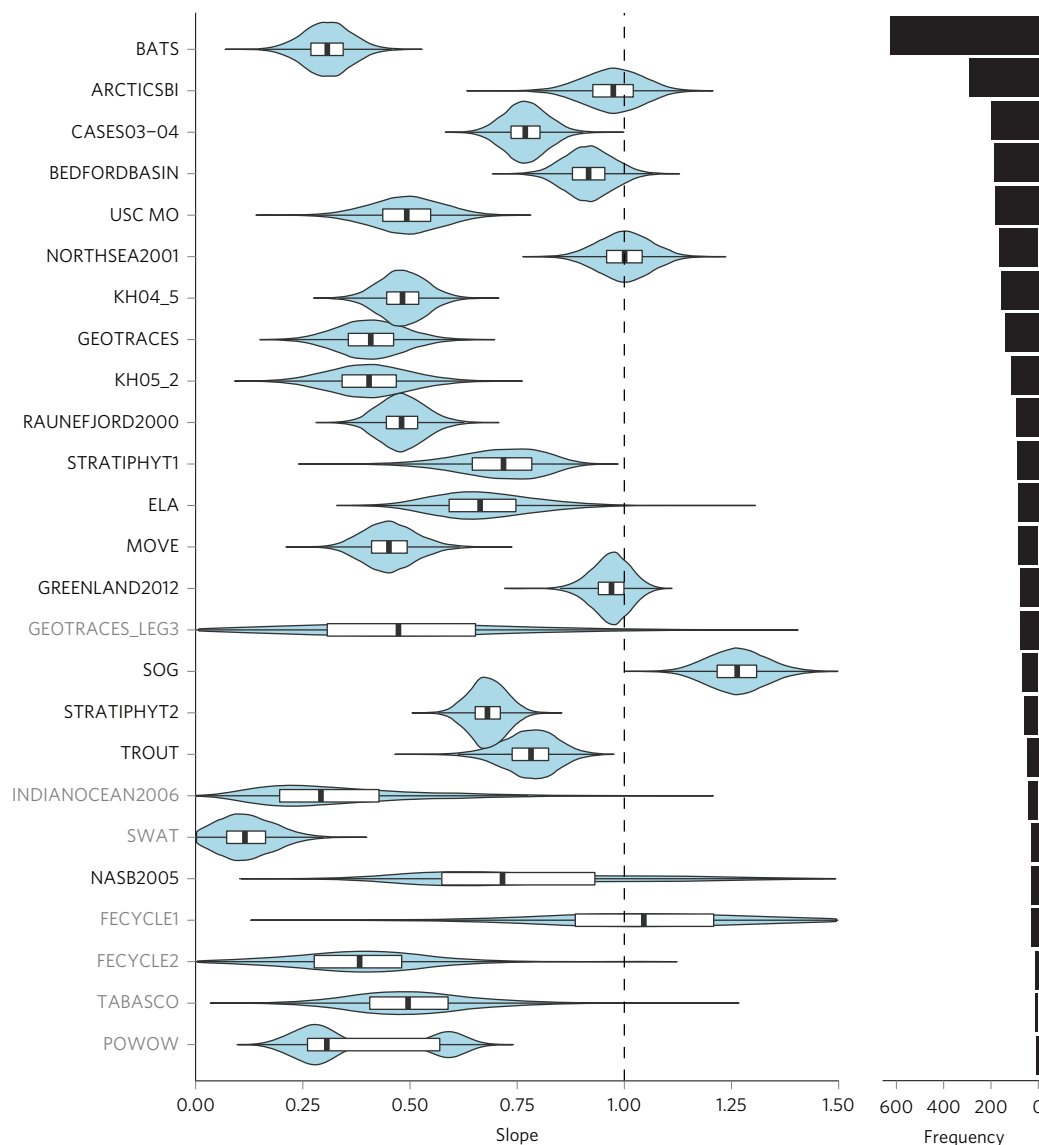 BATS
ARCTICSBI
CASES03−04
BEDFORDBASIN
USC MO
NORTHSEA2001
KH04_5
GEOTRACES
KH05_2
RAUNEFJORD2000
STRATIPHYT1
ELA
MOVE
GREENLAND2012
GEOTRACES_LEG3
SOG
STRATIPHYT2
TROUT
INDIANOCEAN2006
SWAT
NASB2005
FECYCLE1
FECYCLE2
TABASCO
POWOW
0.00 0.25 0.50 0.75 1.00 1.25 1.50
Slope
600 400 200 0
Frequency